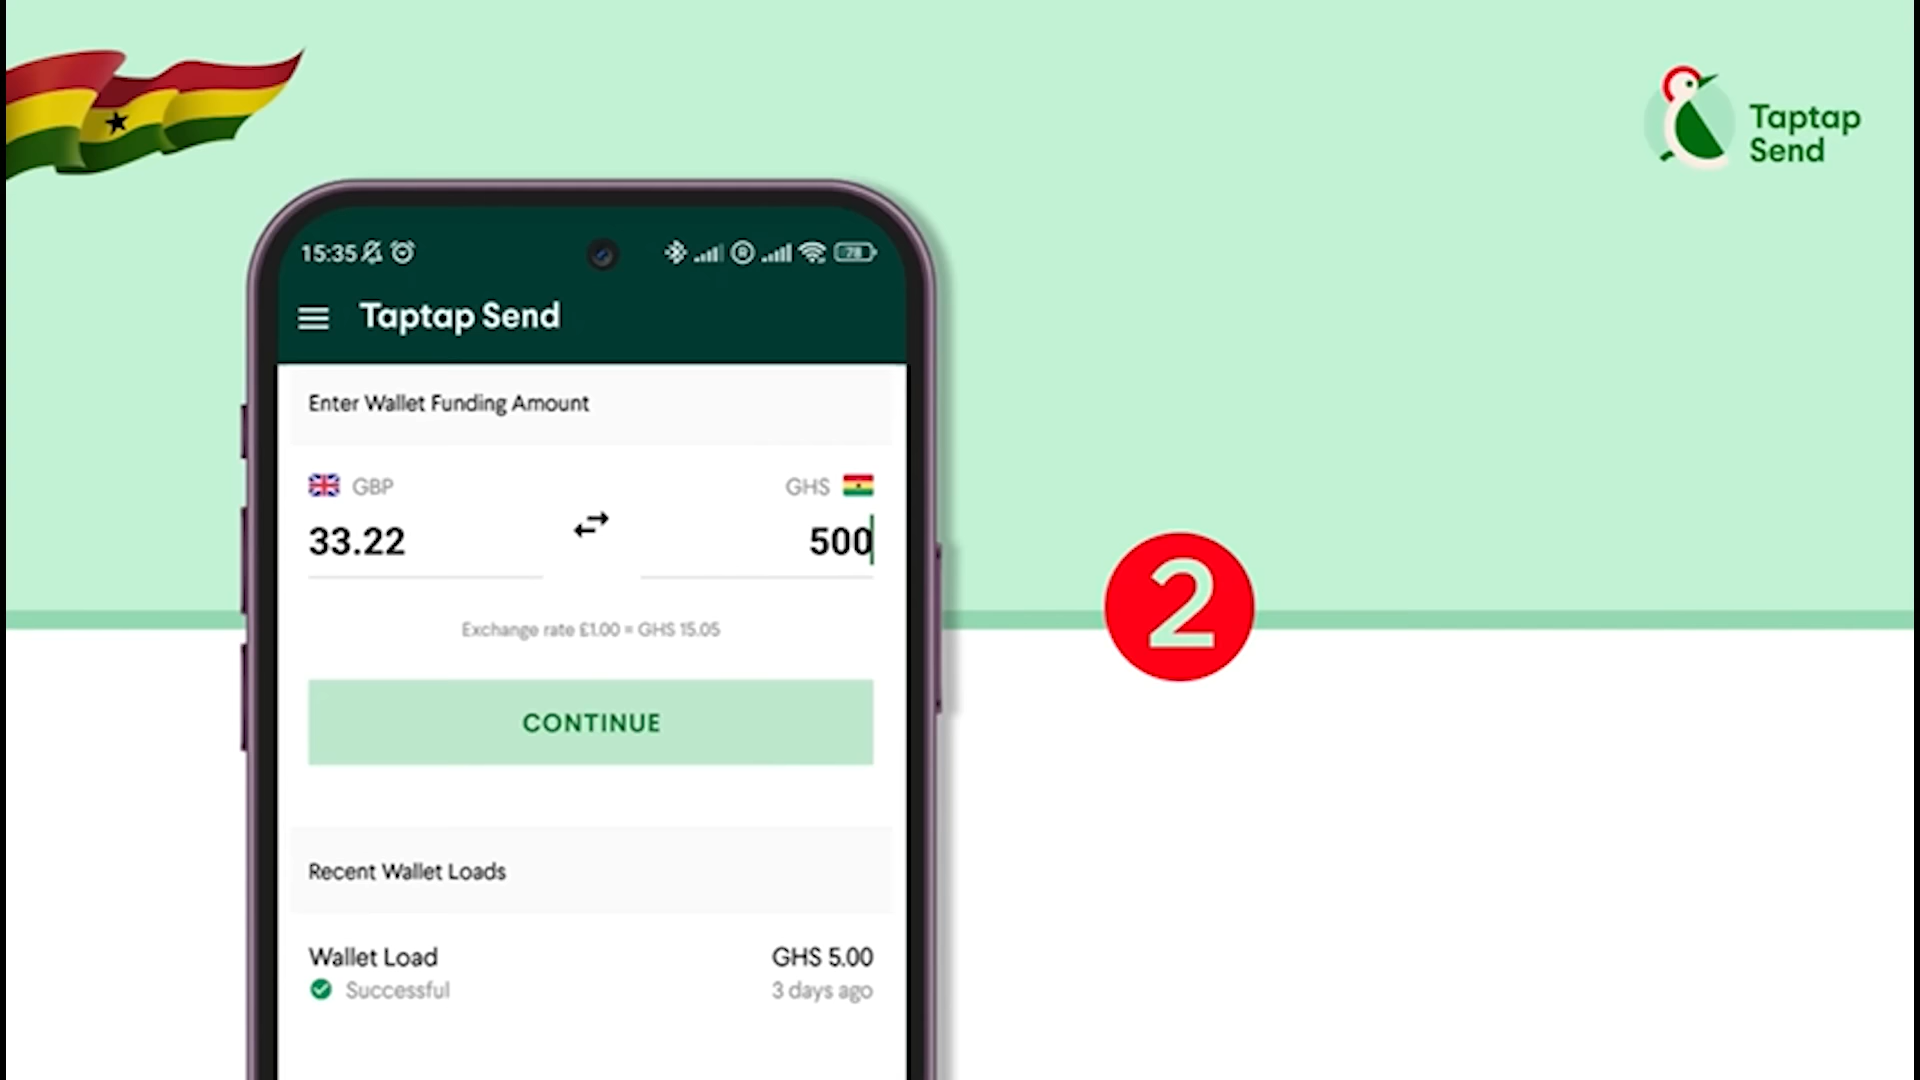 Taptap
Send
15:35
78
Taptap Send
Enter Wallet Funding Amount
GBP
GHS
33.22
500
Exchange rate £1.00 = GHS 15.05
CONTINUE
2
Recent Wallet Loads
Wallet Load
GHS 5.00
Successful
3 days ago